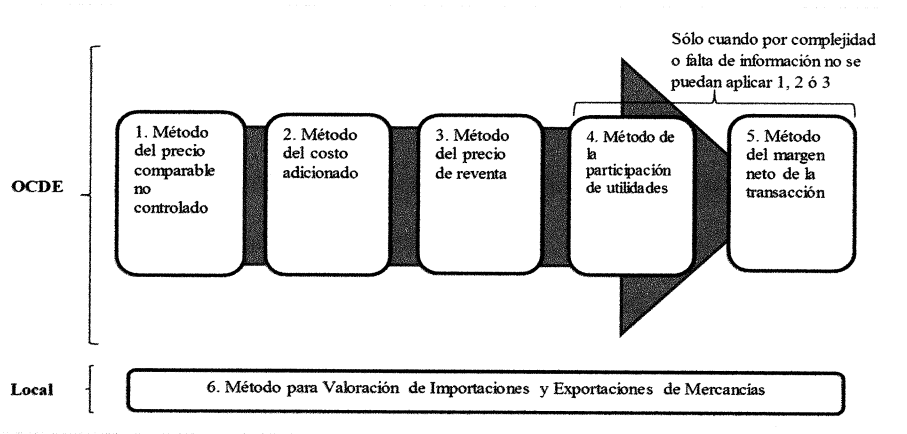 Sólo cuando por complejidad
o falta de información no se
puedan aplicar 1, 2 ó 3
OCDE
1. Método
del precio
comparable
no
controlado
2. Método
del costo
adicionado
3. Método
del precio
de reventa
4. Método de
la
participación
de utilidades
5. Método
del margen
neto de la
transacción
Local
6. Método para Valoración de Importaciones y Exportaciones de Mercancías